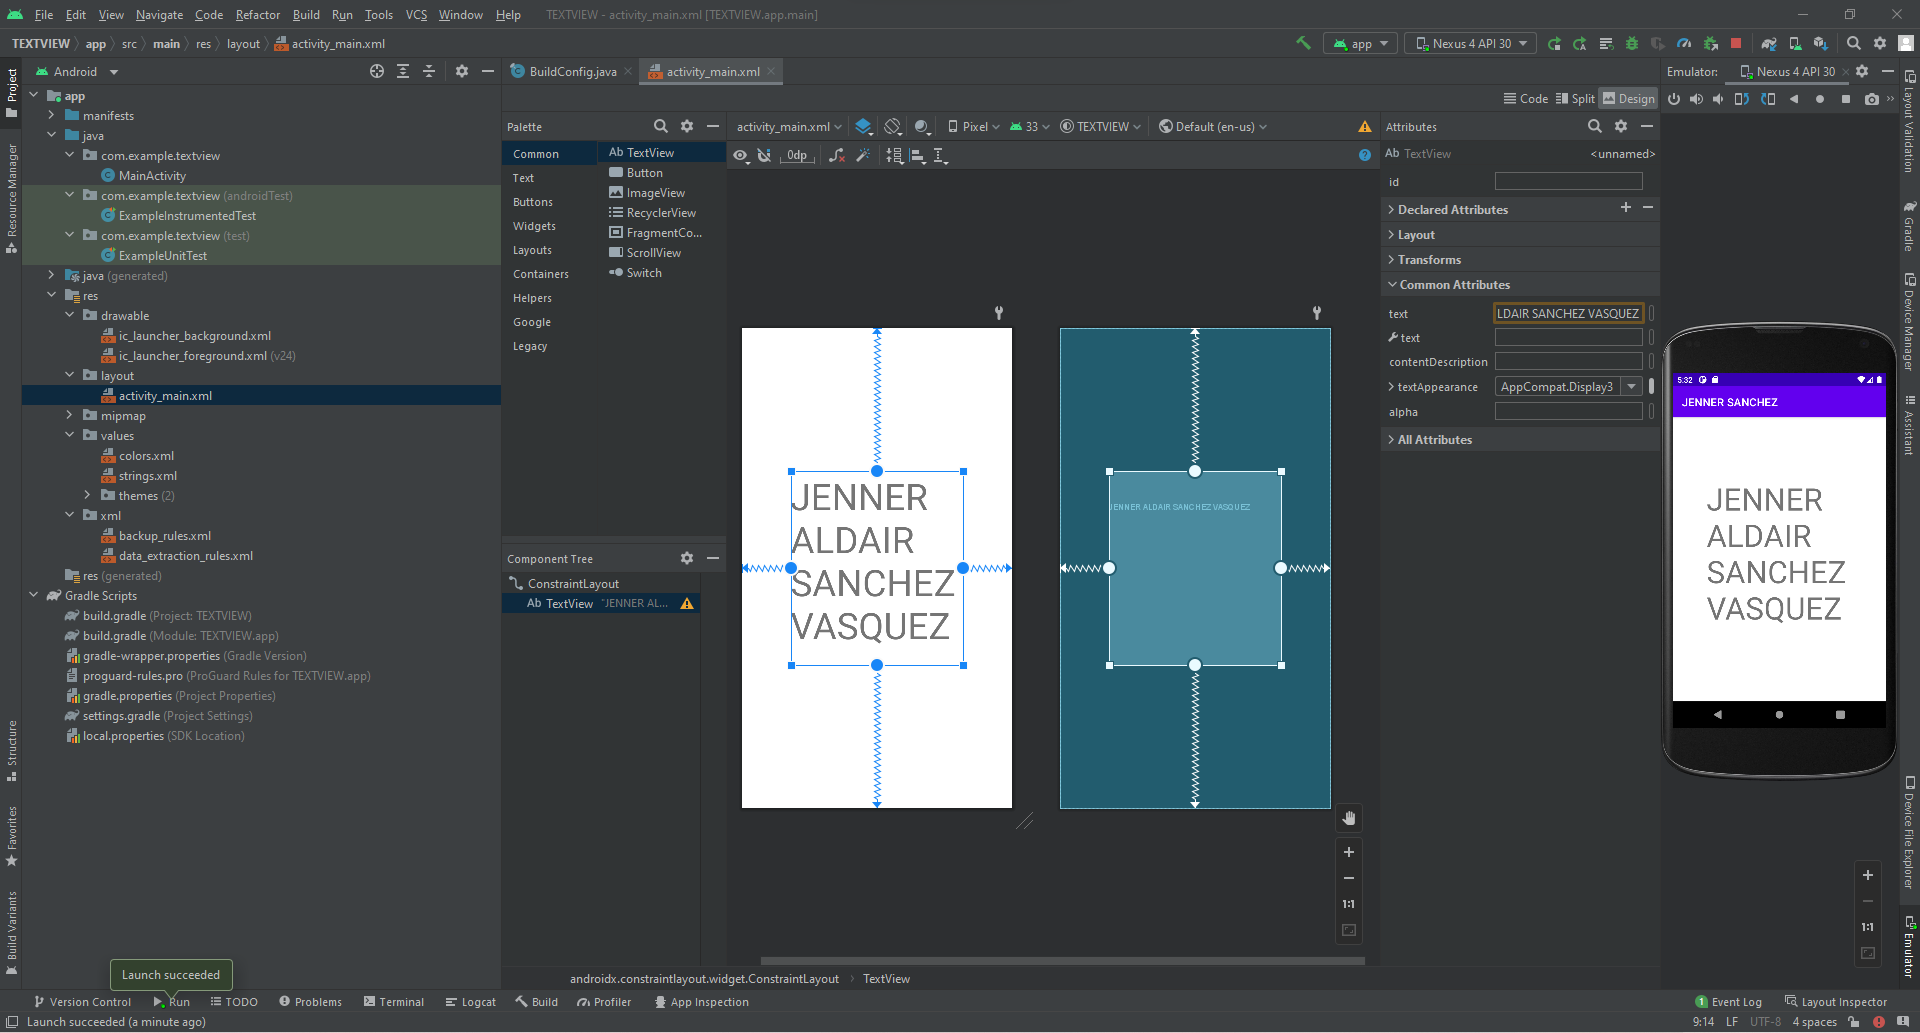 File Edit View Navigate Code Refactor Build Run Tools VCS Window Help TEXTVIEW - activity_main.xml [TEXTVIEW.app.main]
TEXTVIEW app src main res layout activity_main.xml
app Nexus 4 API 30
Project
Resource Manager
Structure
Favorites
Build Variants
Android
app
manifests
java
com.example.textview
MainActivity
com.example.textview (androidTest)
ExampleInstrumentedTest
com.example.textview (test)
ExampleUnitTest
java (generated)
res
drawable
ic_launcher_background.xml
ic_launcher_foreground.xml (v24)
layout
activity_main.xml
mipmap
values
colors.xml
strings.xml
themes (2)
xml
backup_rules.xml
data_extraction_rules.xml
res (generated)
Gradle Scripts
build.gradle (Project: TEXTVIEW)
build.gradle (Module: TEXTVIEW.app)
gradle-wrapper.properties (Gradle Version)
proguard-rules.pro (ProGuard Rules for TEXTVIEW.app)
gradle.properties (Project Properties)
settings.gradle (Project Settings)
local.properties (SDK Location)
BuildConfig.java activity_main.xml
Code Split Design
Palette
Common
Text
Buttons
Widgets
Layouts
Containers
Helpers
Google
Legacy
Ab TextView
Button
ImageView
RecyclerView
FragmentCo...
ScrollView
Switch
Component Tree
ConstraintLayout
Ab TextView "JENNER AL...
activity_main.xml Pixel 33 TEXTVIEW Default (en-us)
0dp
JENNER
ALDAIR
SANCHEZ
VASQUEZ
JENNER ALDAIR SANCHEZ VASQUEZ
1:1
Attributes
Ab TextView <unnamed>
id
Declared Attributes
Layout
Transforms
Common Attributes
text LDAIR SANCHEZ VASQUEZ
text
contentDescription
textAppearance AppCompat.Display3
alpha
All Attributes
Emulator: Nexus 4 API 30
5:32
JENNER SANCHEZ
JENNER
ALDAIR
SANCHEZ
VASQUEZ
1:1
Layout Validation
Gradle
Device Manager
Assistant
Device File Explorer
Emulator
androidx.constraintlayout.widget.ConstraintLayout TextView
Launch succeeded
Version Control Run TODO Problems Terminal Logcat Build Profiler App Inspection 1 Event Log Layout Inspector
Launch succeeded (a minute ago) 9:14 LF UTF-8 4 spaces